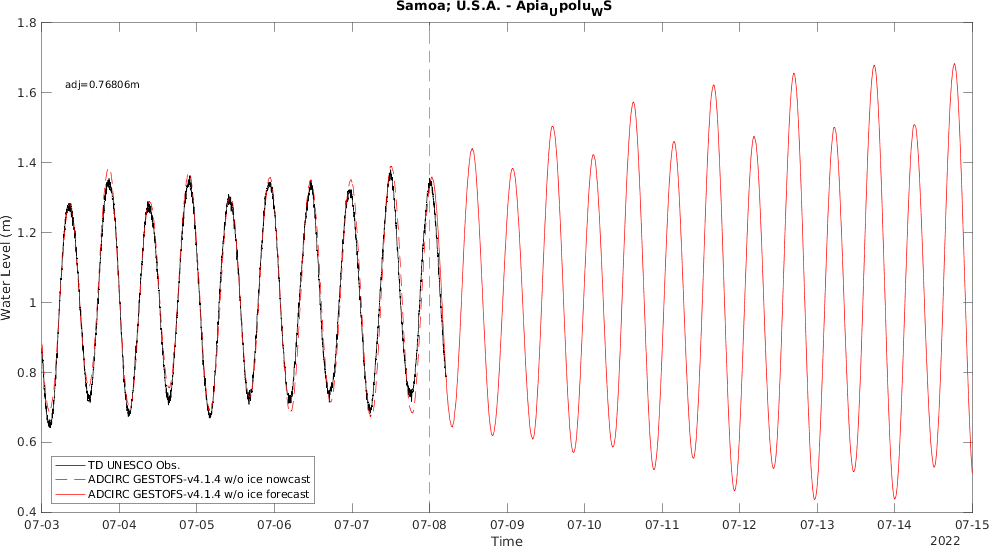 Samoa; U.S.A. - ApiaUpoluWS
1.8
1.6
1.4
1.2
1
0.8
0.6
0.4
Water Level (m)
adj=0.76806m
TD UNESCO Obs.
ADCIRC GESTOFS-v4.1.4 w/o ice nowcast
ADCIRC GESTOFS-v4.1.4 w/o ice forecast
07-03 07-04 07-05 07-06 07-07 07-08 07-09 07-10 07-11 07-12 07-13 07-14 07-15
Time
2022